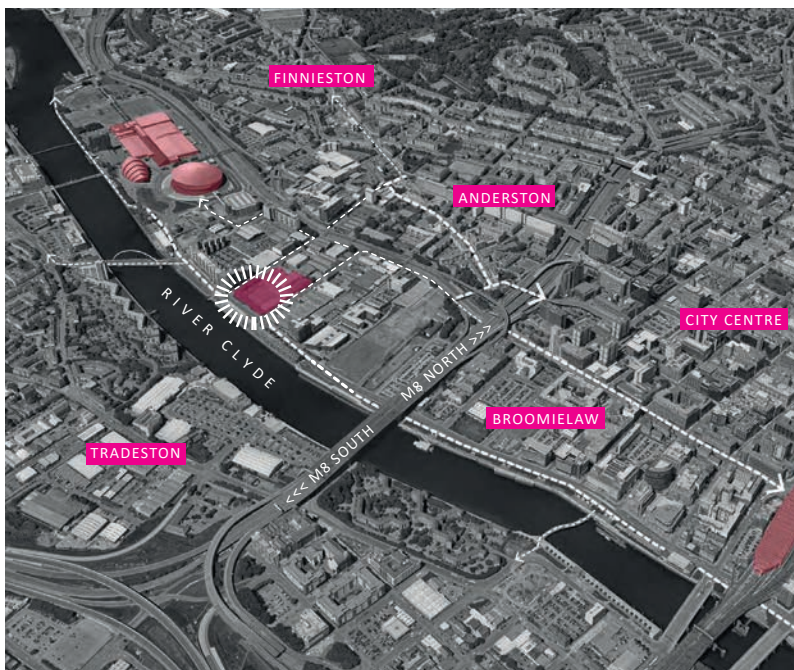 FINNIESTON
ANDERSTON
CITY CENTRE
RIVER CLYDE
M8 NORTH >>>
BROOMIELAW
TRADESTON
<<< M8 SOUTH